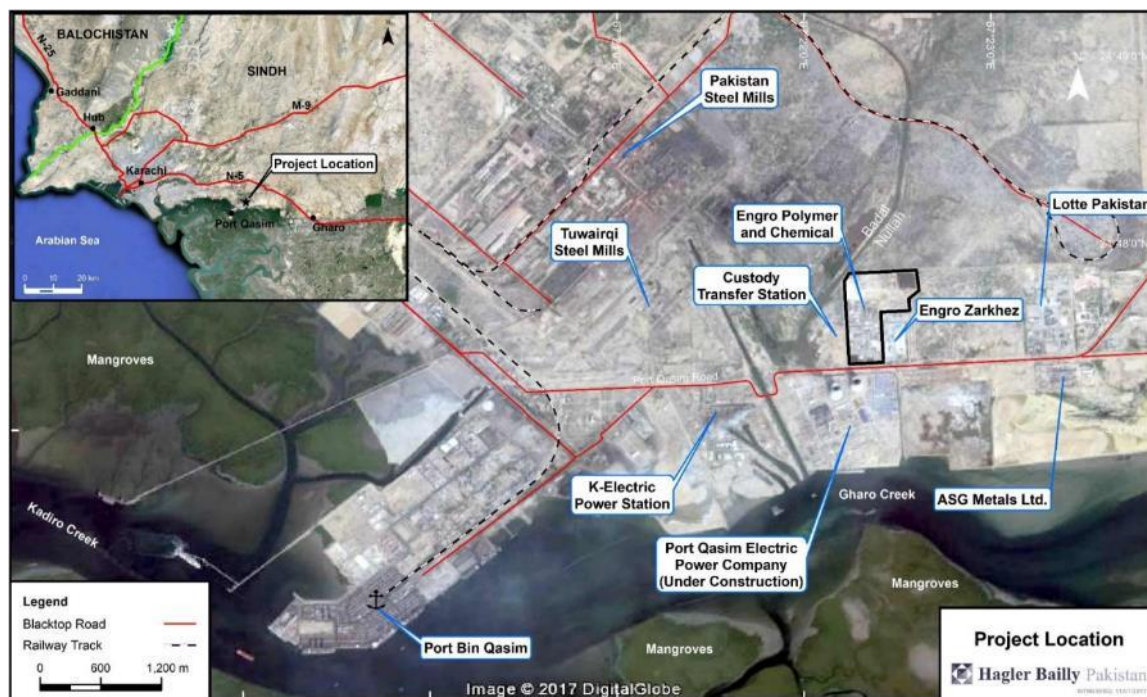 BALOCHISTAN
N-25
SINDH
Gaddani
M-9
Hub
Project Location
Karachi
N-5
Port Qasim
Gharo
Arabian Sea
0 10 20 km
67°23'0"E
Pakistan
Steel Mills
Badal
Nullah
Lotte Pakistan
Engro Polymer
and Chemical
Tuwairqi
Steel Mills
Custody
Transfer Station
Engro Zarkhez
Mangroves
Port Qasim Road
K-Electric
Power Station
Gharo Creek
ASG Metals Ltd.
Kadiro Creek
Port Qasim Electric
Power Company
(Under Construction)
Mangroves
Legend
Blacktop Road
Railway Track
0 600 1,200 m
Port Bin Qasim
Mangroves
Project Location
Hagler Bailly Pakistan
Image © 2017 DigitalGlobe